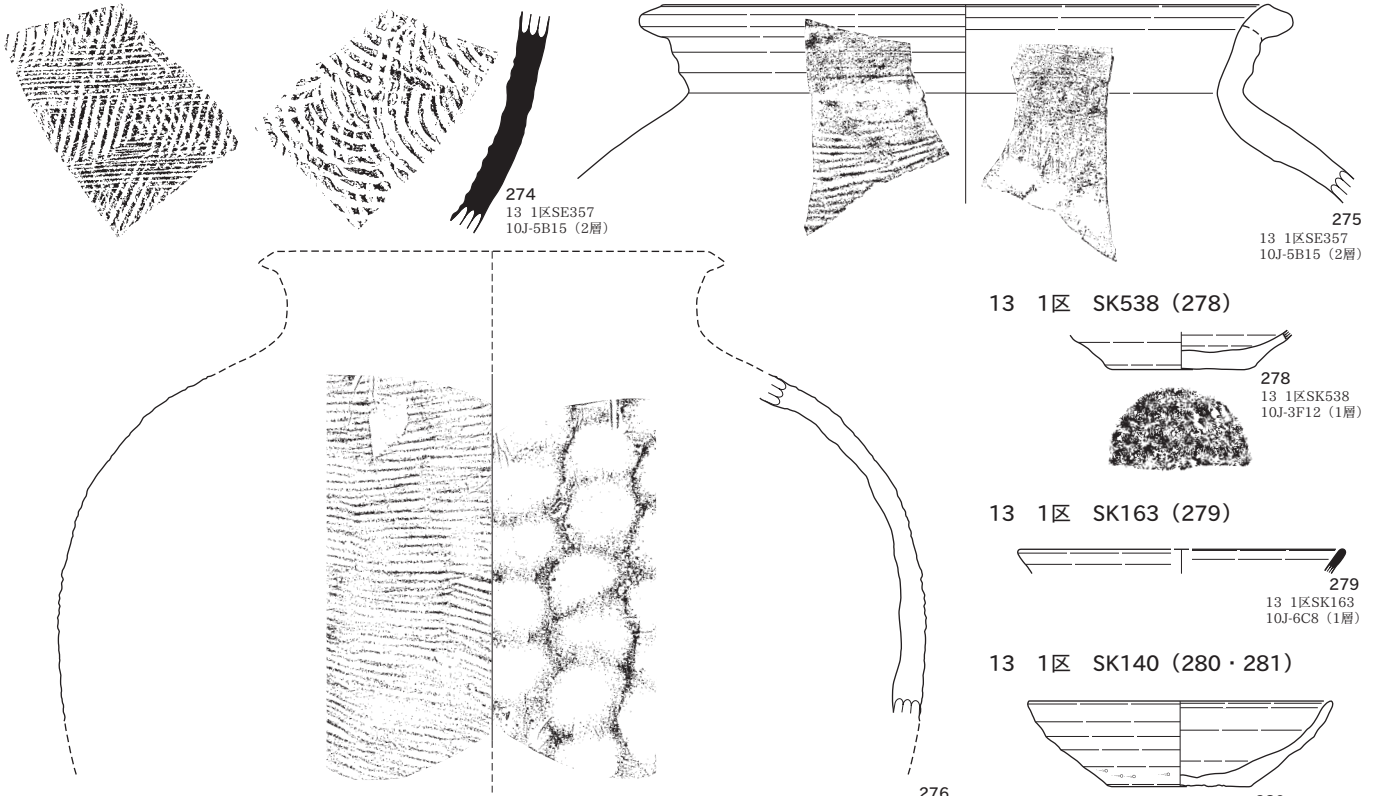 274
13 1区SE357
10J-5B15（2層）
275
13 1区SE357
10J-5B15（2層）
13 1区 SK538（278）
278
13 1区SK538
10J-3F12（1層）
13 1区 SK163（279）
279
13 1区SK163
10J-6C8（1層）
13 1区 SK140（280・281）
276